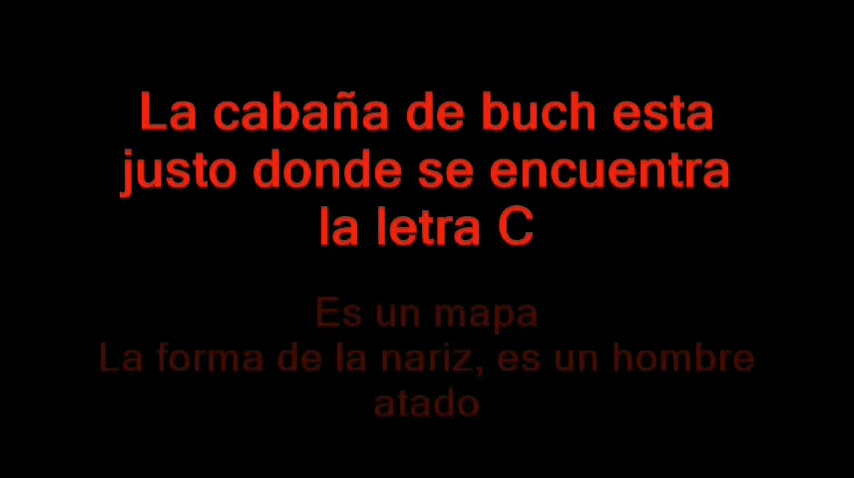 La cabaña de buch esta
justo donde se encuentra
la letra C
Es un mapa
La forma de la nariz, es un hombre
atado